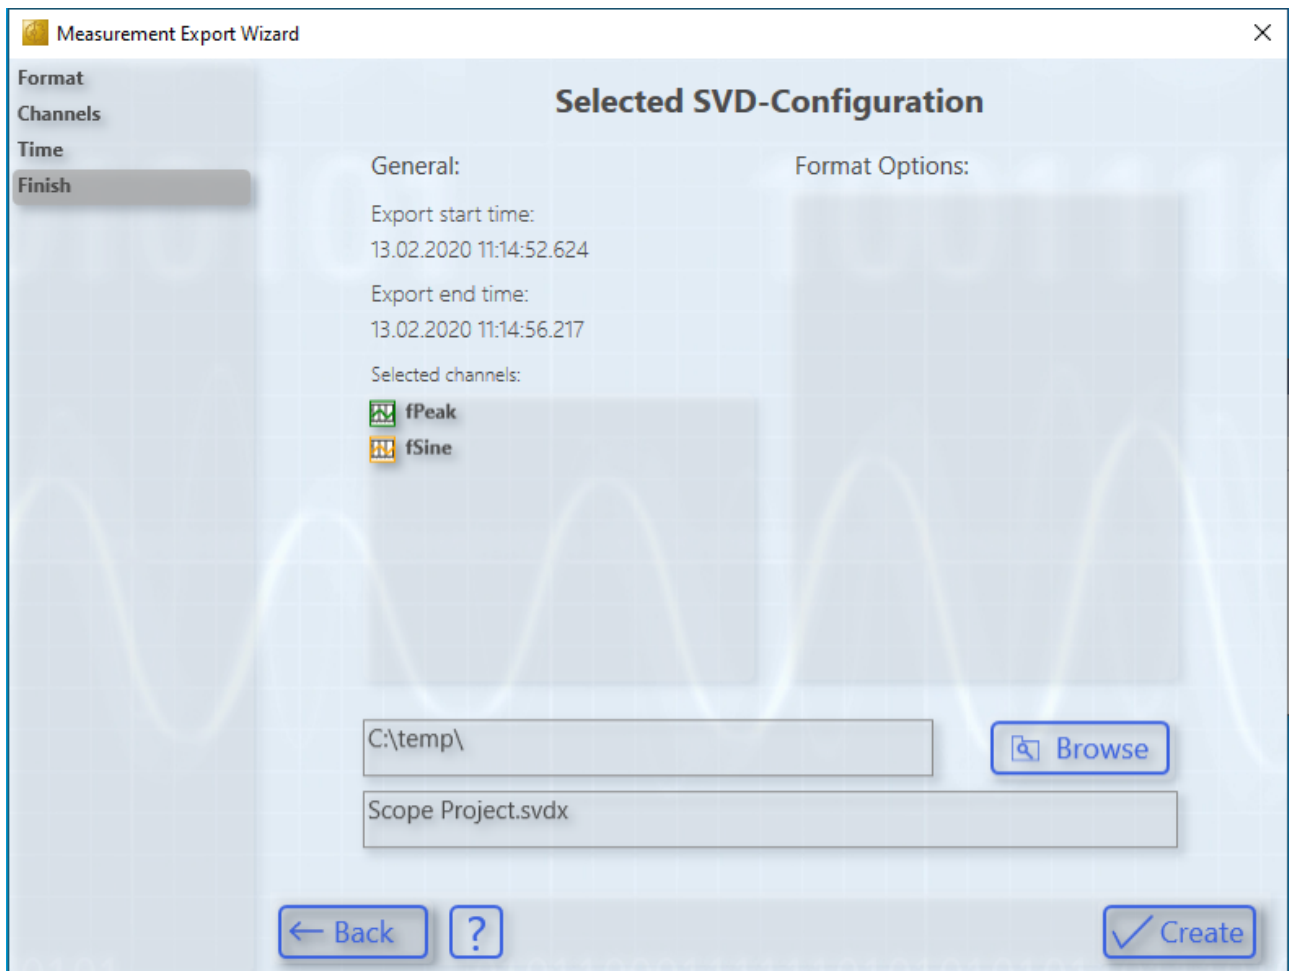 Measurement Export Wizard
Format
Channels
Time
Finish
Selected SVD-Configuration
General:
Export start time:
13.02.2020 11:14:52.624
Export end time:
13.02.2020 11:14:56.217
Selected channels:
fPeak
fSine
Format Options:
C:\temp\
Browse
Scope Project.svdx
Back
?
Create